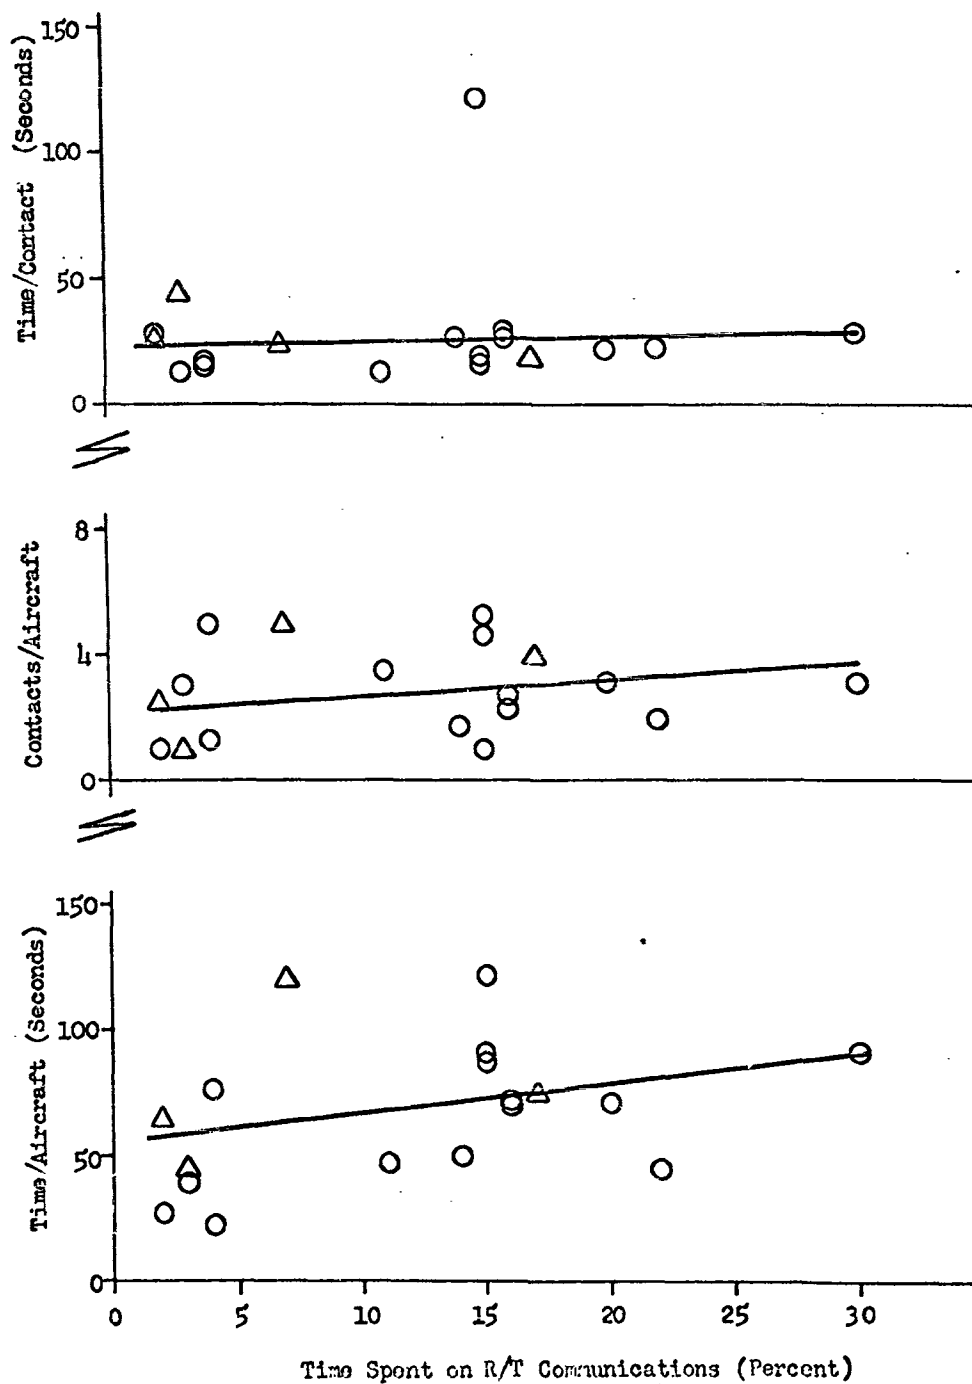 Time/Contact (Seconds)
150
100
50
0
Contacts/Aircraft
8
4
0
Time/Aircraft (Seconds)
150
100
50
0
0 5 10 15 20 25 30
Time Spent on R/T Communications (Percent)